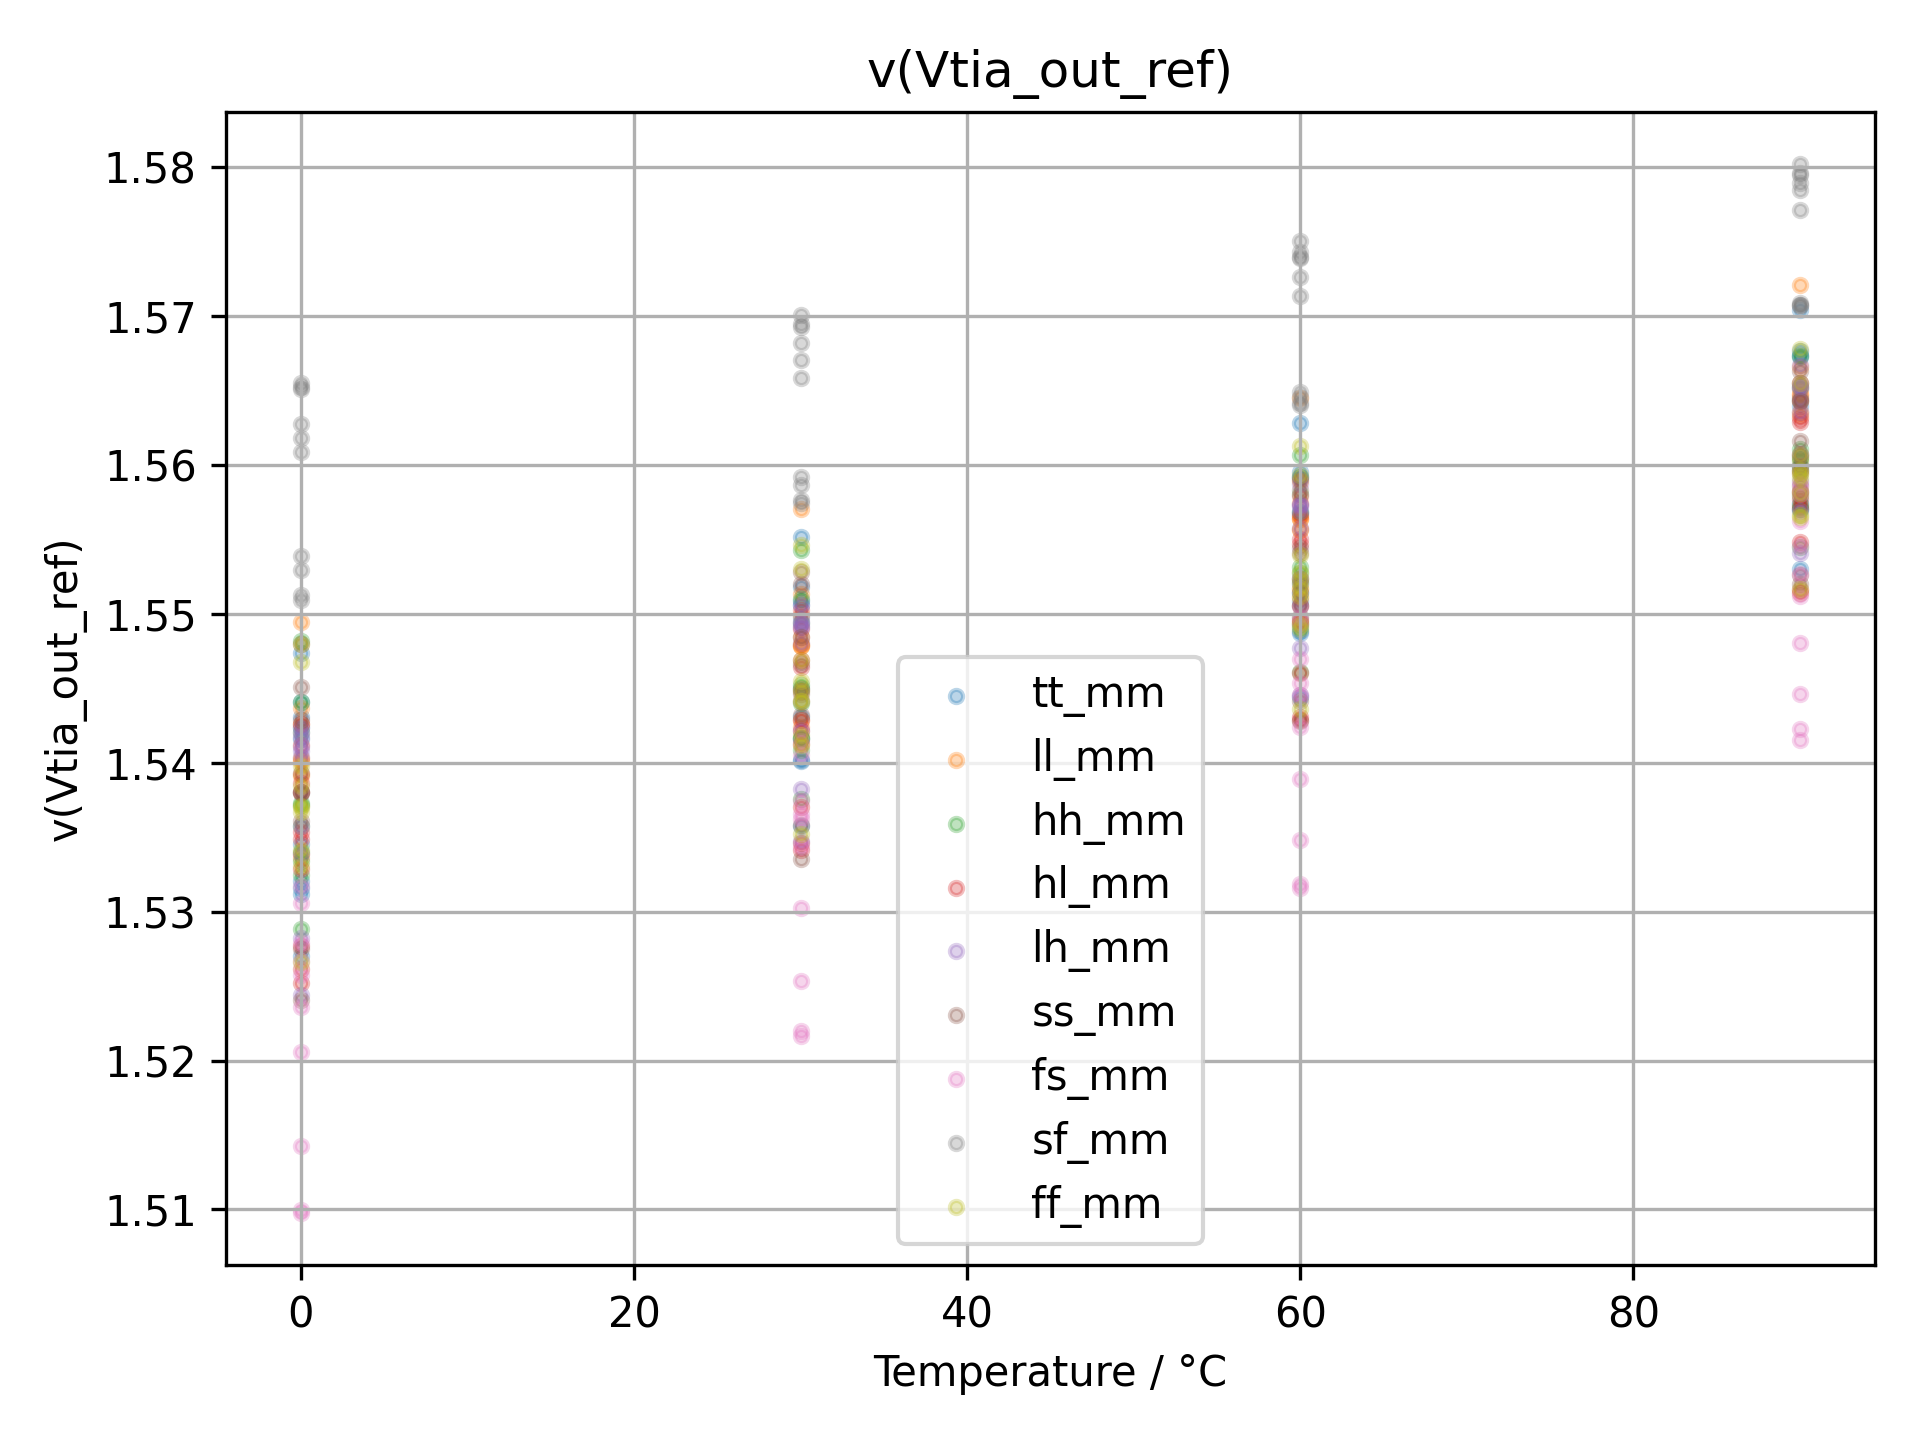 v(Vtia_out_ref)
v(Vtia_out_ref)
1.58
1.57
1.56
1.55
1.54
1.53
1.52
1.51
tt_mm
ll_mm
hh_mm
hl_mm
lh_mm
ss_mm
fs_mm
sf_mm
ff_mm
0
20
40
60
80
Temperature / °C